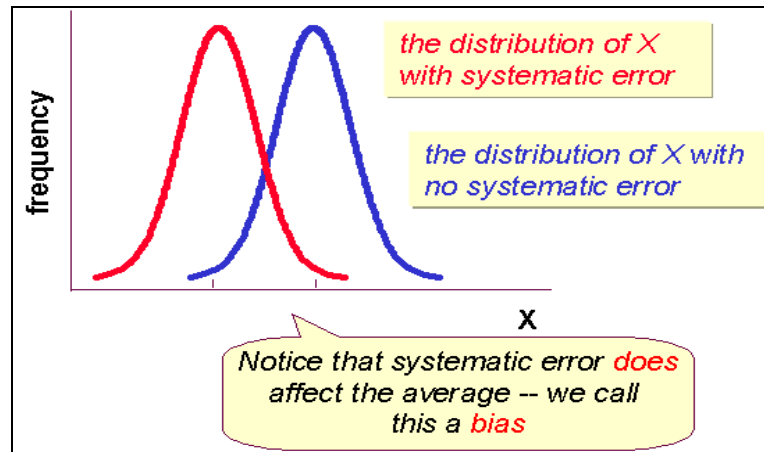 the distribution of X
with systematic error
the distribution of X with
no systematic error
frequency
X
Notice that systematic error does
affect the average -- we call
this a bias